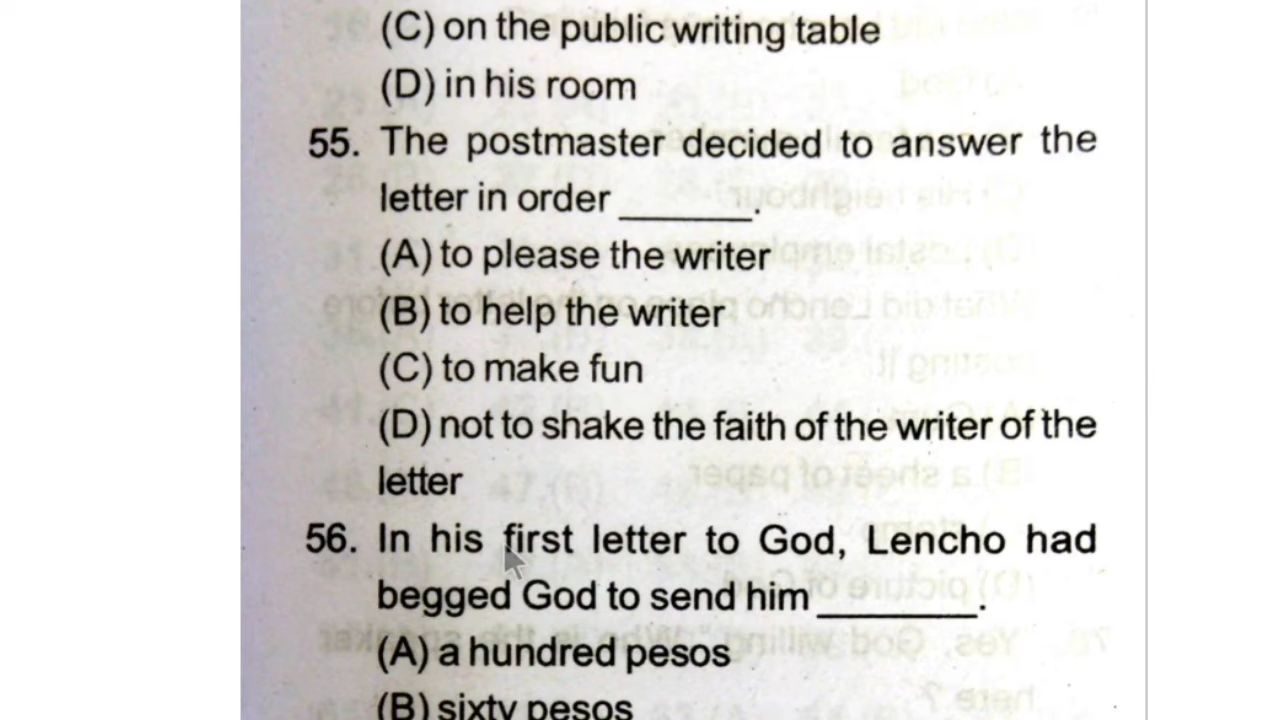 (C) on the public writing table
(D) in his room
55. The postmaster decided to answer the
letter in order ______.
(A) to please the writer
(B) to help the writer
(C) to make fun
(D) not to shake the faith of the writer of the
letter
56. In his first letter to God, Lencho had
begged God to send him _______.
(A) a hundred pesos
(B) sixty pesos